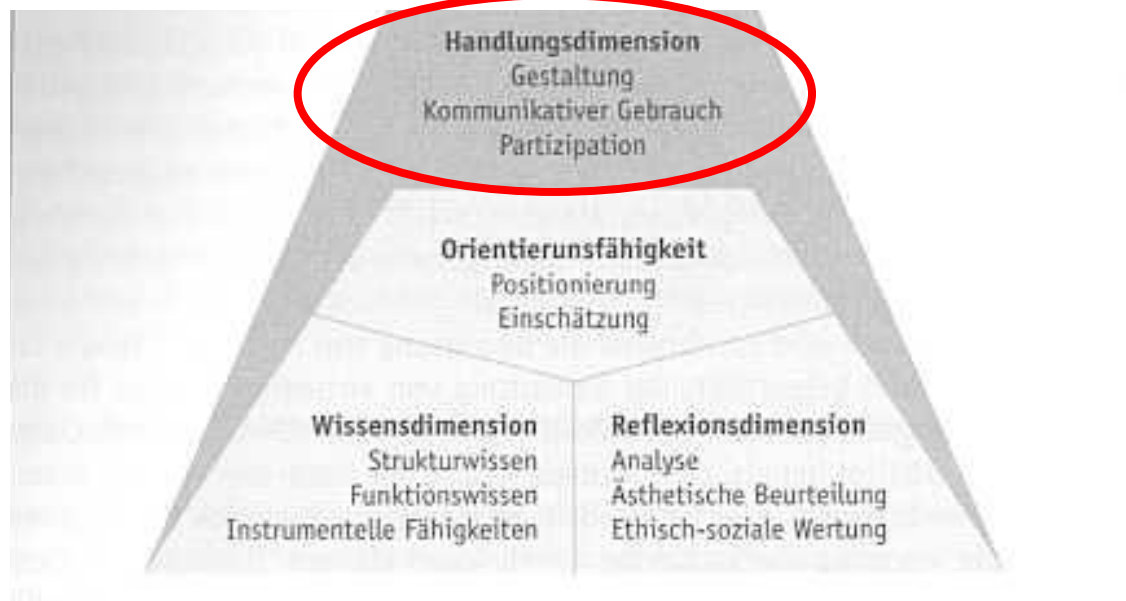 Handlungsdimension
Gestaltung
Kommunikativer Gebrauch
Partizipation
Orientierunsfähigkeit
Positionierung
Einschätzung
Wissensdimension
Strukturwissen
Funktionswissen
Instrumentelle Fähigkeiten
Reflexionsdimension
Analyse
Ästhetische Beurteilung
Ethisch-soziale Wertung